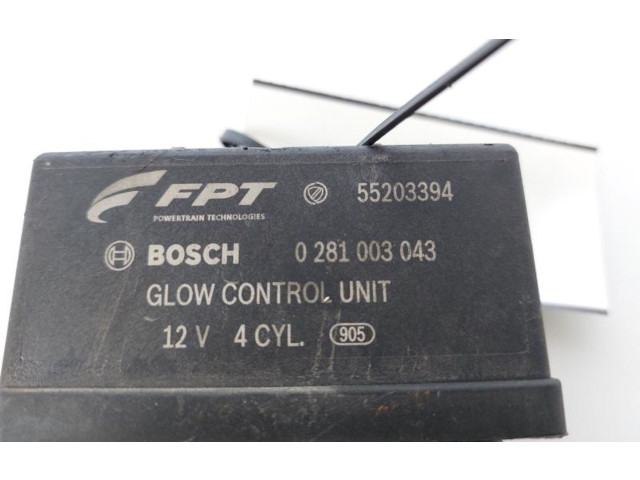 FPT 55203394
POWERTRAIN TECHNOLOGIES
BOSCH 0 281 003 043
GLOW CONTROL UNIT
12 V 4 CYL. 905